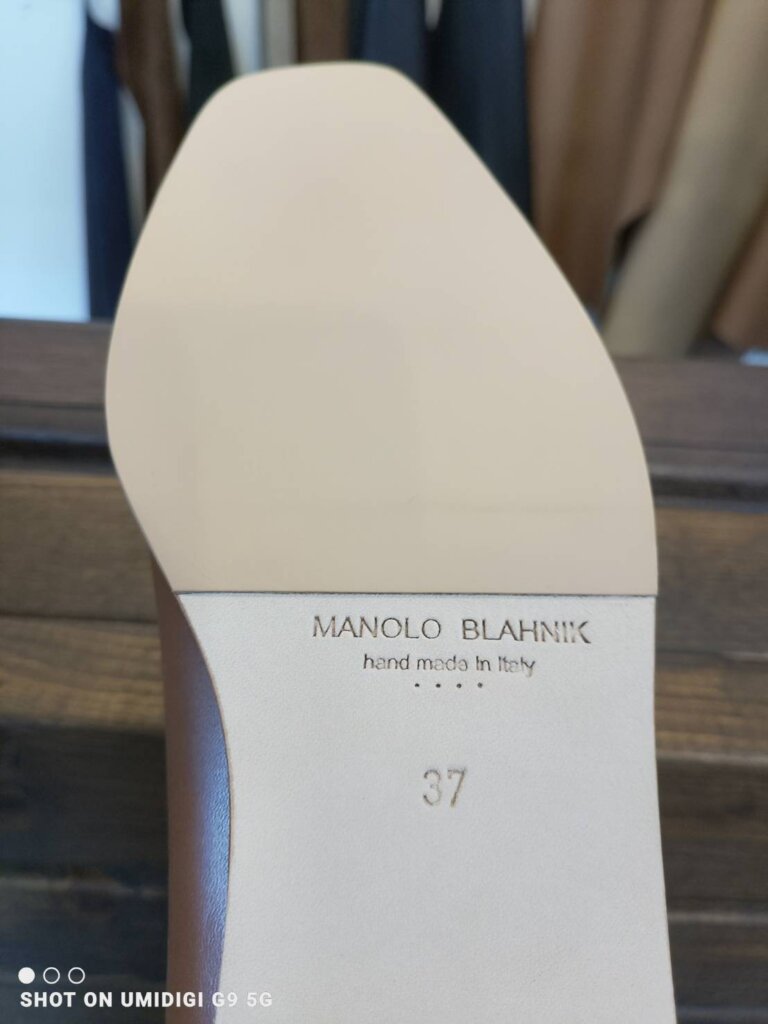 MANOLO BLAHNIK
hand made in Italy
37
SHOT ON UMIDIGI G9 5G